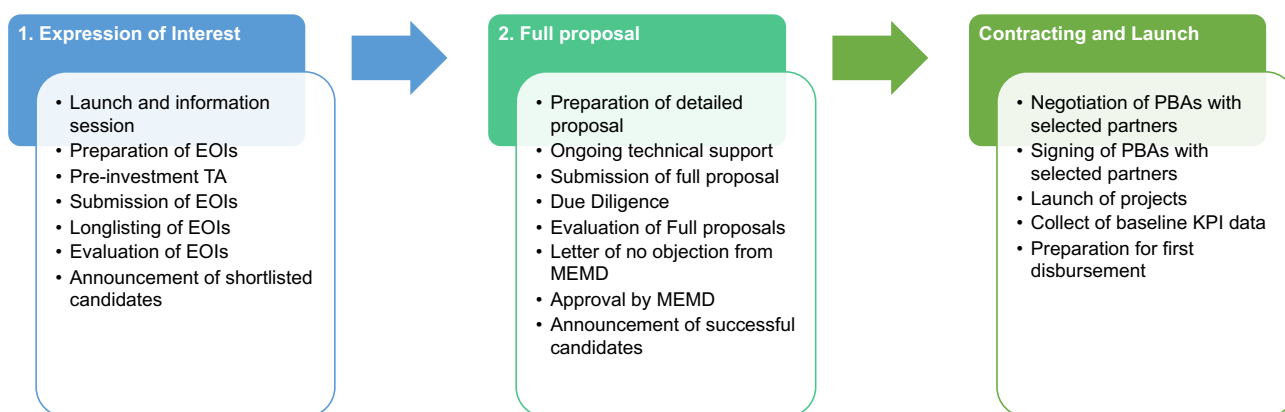 1. Expression of Interest
• Launch and information
session
• Preparation of EOIs
• Pre-investment TA
• Submission of EOIs
• Longlisting of EOIs
• Evaluation of EOIs
• Announcement of shortlisted
candidates
2. Full proposal
• Preparation of detailed
proposal
• Ongoing technical support
• Submission of full proposal
• Due Diligence
• Evaluation of Full proposals
• Letter of no objection from
MEMD
• Approval by MEMD
• Announcement of successful
candidates
Contracting and Launch
• Negotiation of PBAs with
selected partners
• Signing of PBAs with
selected partners
• Launch of projects
• Collect of baseline KPI data
• Preparation for first
disbursement